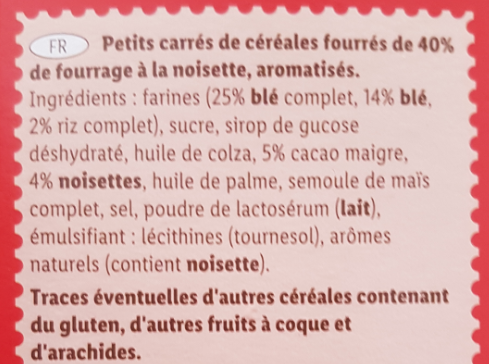 FR Petits carrés de céréales fourrés de 40%
de fourrage à la noisette, aromatisés.
Ingrédients : farines (25% blé complet, 14% blé,
2% riz complet), sucre, sirop de gucose
déshydraté, huile de colza, 5% cacao maigre,
4% noisettes, huile de palme, semoule de maïs
complet, sel, poudre de lactosérum (lait),
émulsifiant : lécithines (tournesol), arômes
naturels (contient noisette).
Traces éventuelles d'autres céréales contenant
du gluten, d'autres fruits à coque et
d'arachides.